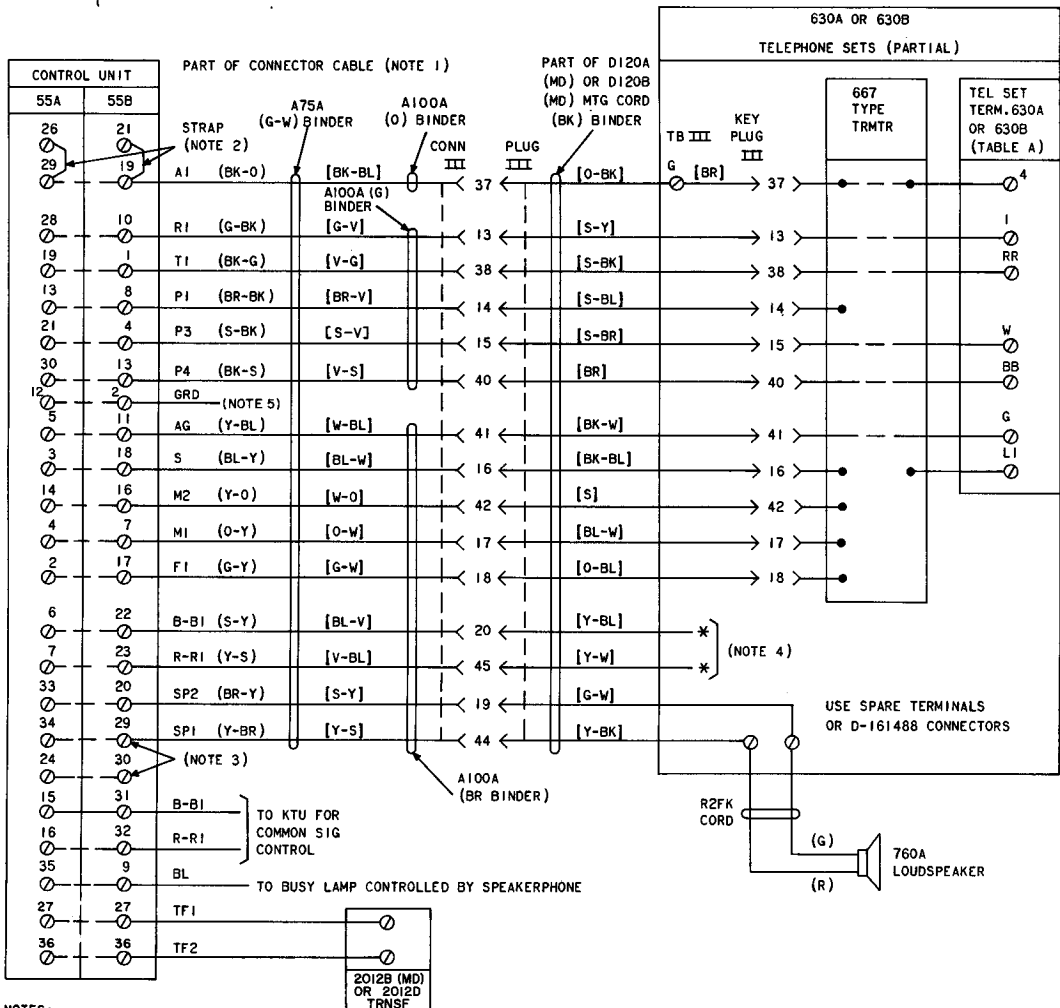 630A OR 630B
TELEPHONE SETS (PARTIAL)
CONTROL UNIT
55A 55B
PART OF CONNECTOR CABLE (NOTE 1)
A75A
(G-W) BINDER
A100A
(O) BINDER
PART OF D120A
(MD) OR D120B
(MD) MTG CORD
(BK) BINDER
667
TYPE
TRMTR
TEL SET
TERM.630A
OR 630B
(TABLE A)
STRAP
(NOTE 2)
CONN
III
PLUG
III
TB III
KEY
PLUG
III
26 21
29 19 A1 (BK-O) [BK-BL] 37 [O-BK] G [BR] 37 4
A100A (G)
BINDER
28 10 R1 (G-BK) [G-V] 13 [S-Y] 13 1
19 1 T1 (BK-G) [V-G] 38 [S-BK] 38 RR
13 8 P1 (BR-BK) [BR-V] 14 [S-BL] 14
21 4 P3 (S-BK) [S-V] 15 [S-BR] 15 W
30 13 P4 (BK-S) [V-S] 40 [BR] 40 BB
12 2 GRD (NOTE 5)
5 11 AG (Y-BL) [W-BL] 41 [BK-W] 41 G
3 18 S (BL-Y) [BL-W] 16 [BK-BL] 16 L1
14 16 M2 (Y-O) [W-O] 42 [S] 42
4 7 M1 (O-Y) [O-W] 17 [BL-W] 17
2 17 F1 (G-Y) [G-W] 18 [O-BL] 18
6 22 B-B1 (S-Y) [BL-V] 20 [Y-BL] *
(NOTE 4)
7 23 R-R1 (Y-S) [V-BL] 45 [Y-W] *
33 20 SP2 (BR-Y) [S-Y] 19 [G-W]
USE SPARE TERMINALS
OR D-161488 CONNECTORS
34 29 SP1 (Y-BR) [Y-S] 44 [Y-BK]
24 30 (NOTE 3)
A100A
(BR BINDER)
15 31 B-B1
16 32 R-R1
TO KTU FOR
COMMON SIG
CONTROL
R2FK
CORD
(G)
(R)
760A
LOUDSPEAKER
35 9 BL TO BUSY LAMP CONTROLLED BY SPEAKERPHONE
27 27 TF1
36 36 TF2
2012B (MD)
OR 2012D
TRNSF
NOTES: